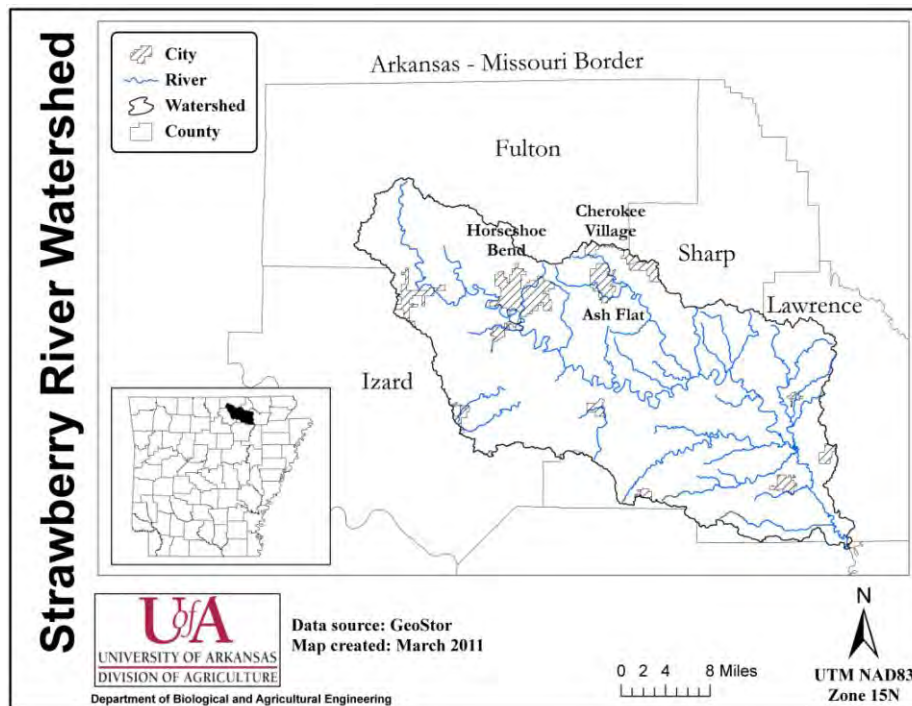 Strawberry River Watershed
City
River
Watershed
County
Arkansas - Missouri Border
Fulton
Cherokee
Village
Horseshoe
Bend
Sharp
Lawrence
Ash Flat
Izard
UofA
UNIVERSITY OF ARKANSAS
DIVISION OF AGRICULTURE
Department of Biological and Agricultural Engineering
Data source: GeoStor
Map created: March 2011
0 2 4 8 Miles
N
UTM NAD83
Zone 15N